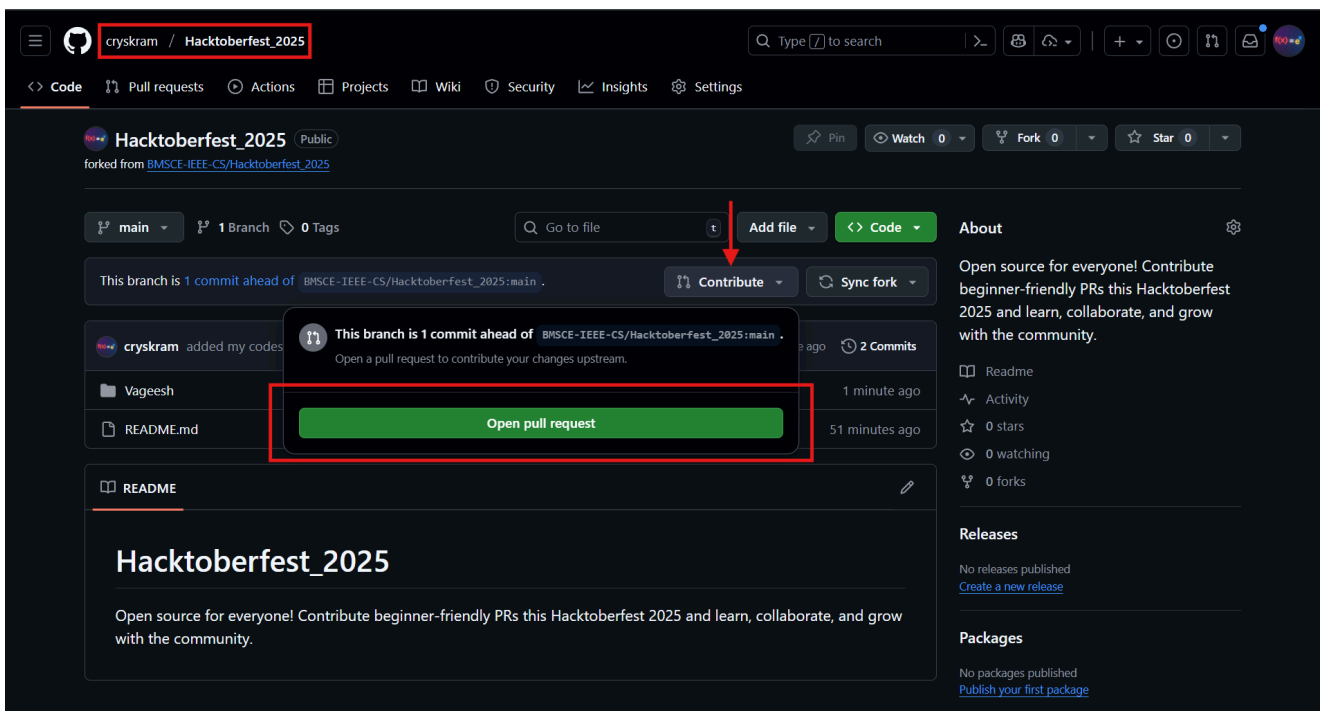 cryskram / Hacktoberfest_2025
Type / to search
Code Pull requests Actions Projects Wiki Security Insights Settings
Hacktoberfest_2025 Public
Pin Watch 0 Fork 0 Star 0
forked from BMSCE-IEEE-CS/Hacktoberfest_2025
main 1 Branch 0 Tags Go to file t Add file Code
This branch is 1 commit ahead of BMSCE-IEEE-CS/Hacktoberfest_2025:main .
Contribute Sync fork
This branch is 1 commit ahead of BMSCE-IEEE-CS/Hacktoberfest_2025:main .
Open a pull request to contribute your changes upstream.
Open pull request
cryskram added my codes
ago 2 Commits
Vageesh 1 minute ago
README.md 51 minutes ago
README
Hacktoberfest_2025
Open source for everyone! Contribute beginner-friendly PRs this Hacktoberfest 2025 and learn, collaborate, and grow
with the community.
About
Open source for everyone! Contribute
beginner-friendly PRs this Hacktoberfest
2025 and learn, collaborate, and grow
with the community.
Readme
Activity
0 stars
0 watching
0 forks
Releases
No releases published
Create a new release
Packages
No packages published
Publish your first package